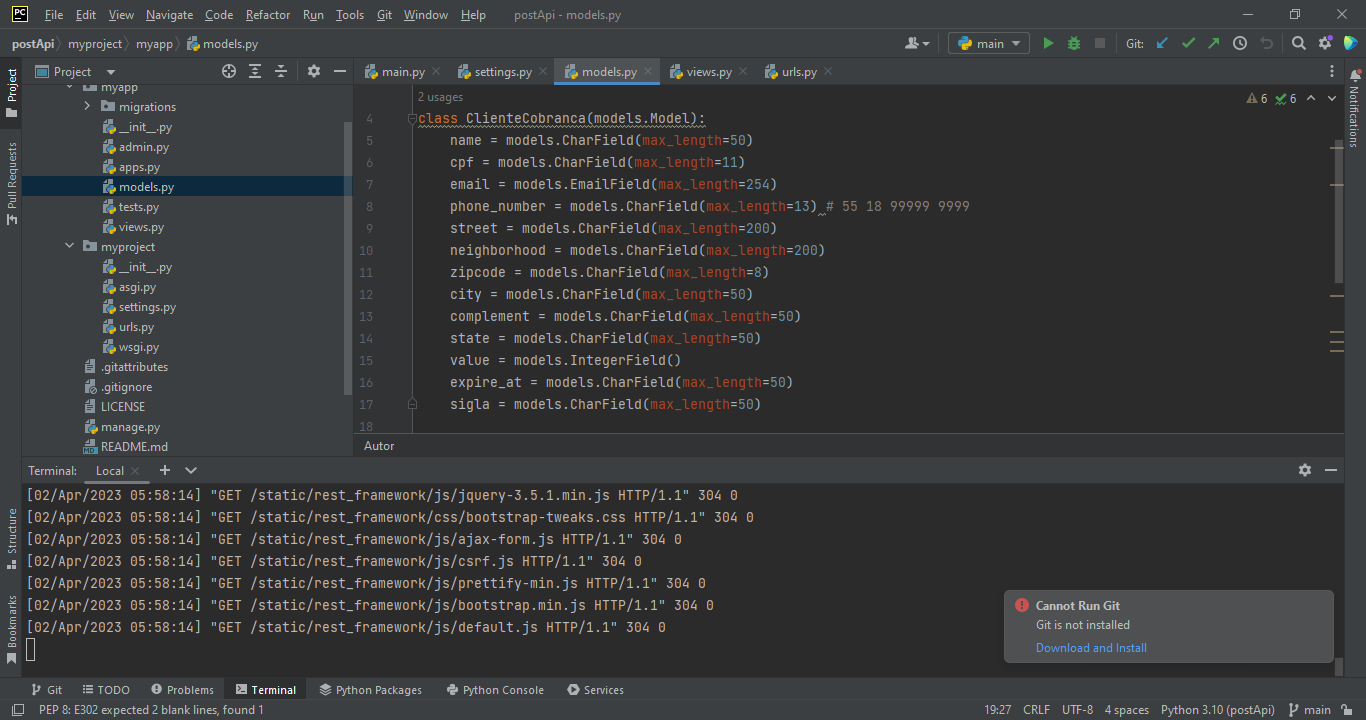 PC File Edit View Navigate Code Refactor Run Tools Git Window Help postApi - models.py
postApi myproject myapp models.py main Git:
Project
main.py settings.py models.py views.py urls.py
myapp
migrations
__init__.py
admin.py
apps.py
models.py
tests.py
views.py
myproject
__init__.py
asgi.py
settings.py
urls.py
wsgi.py
.gitattributes
.gitignore
LICENSE
manage.py
MD README.md
Project
Pull Requests
Structure
Bookmarks
Notifications
2 usages
6 6
4 class ClienteCobranca(models.Model):
5 name = models.CharField(max_length=50)
6 cpf = models.CharField(max_length=11)
7 email = models.EmailField(max_length=254)
8 phone_number = models.CharField(max_length=13) # 55 18 99999 9999
9 street = models.CharField(max_length=200)
10 neighborhood = models.CharField(max_length=200)
11 zipcode = models.CharField(max_length=8)
12 city = models.CharField(max_length=50)
13 complement = models.CharField(max_length=50)
14 state = models.CharField(max_length=50)
15 value = models.IntegerField()
16 expire_at = models.CharField(max_length=50)
17 sigla = models.CharField(max_length=50)
18
Autor
Terminal: Local
[02/Apr/2023 05:58:14] "GET /static/rest_framework/js/jquery-3.5.1.min.js HTTP/1.1" 304 0
[02/Apr/2023 05:58:14] "GET /static/rest_framework/css/bootstrap-tweaks.css HTTP/1.1" 304 0
[02/Apr/2023 05:58:14] "GET /static/rest_framework/js/ajax-form.js HTTP/1.1" 304 0
[02/Apr/2023 05:58:14] "GET /static/rest_framework/js/csrf.js HTTP/1.1" 304 0
[02/Apr/2023 05:58:14] "GET /static/rest_framework/js/prettify-min.js HTTP/1.1" 304 0
[02/Apr/2023 05:58:14] "GET /static/rest_framework/js/bootstrap.min.js HTTP/1.1" 304 0
[02/Apr/2023 05:58:14] "GET /static/rest_framework/js/default.js HTTP/1.1" 304 0
Cannot Run Git
Git is not installed
Download and Install
Git TODO Problems Terminal Python Packages Python Console Services
PEP 8: E302 expected 2 blank lines, found 1 19:27 CRLF UTF-8 4 spaces Python 3.10 (postApi) main